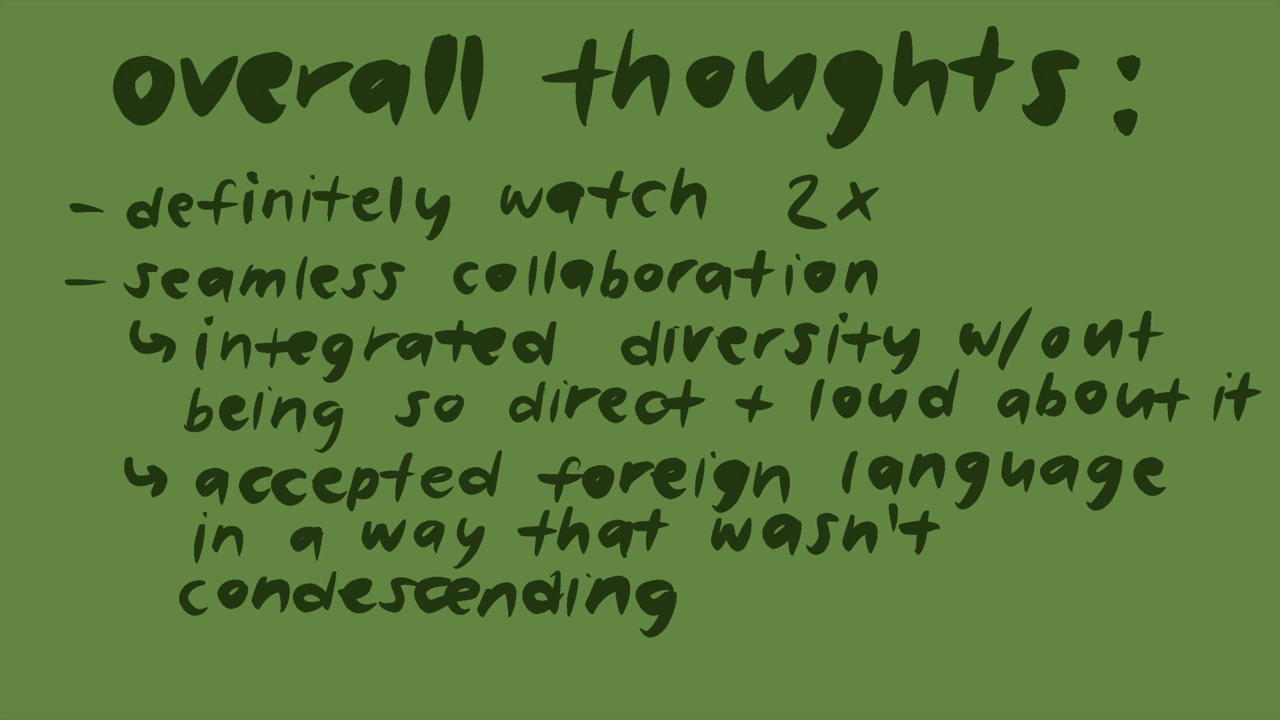 overall thoughts:
- definitely watch 2x
- seamless collaboration
↳ integrated diversity w/out
being so direct + loud about it
↳ accepted foreign language
in a way that wasn't
condescending